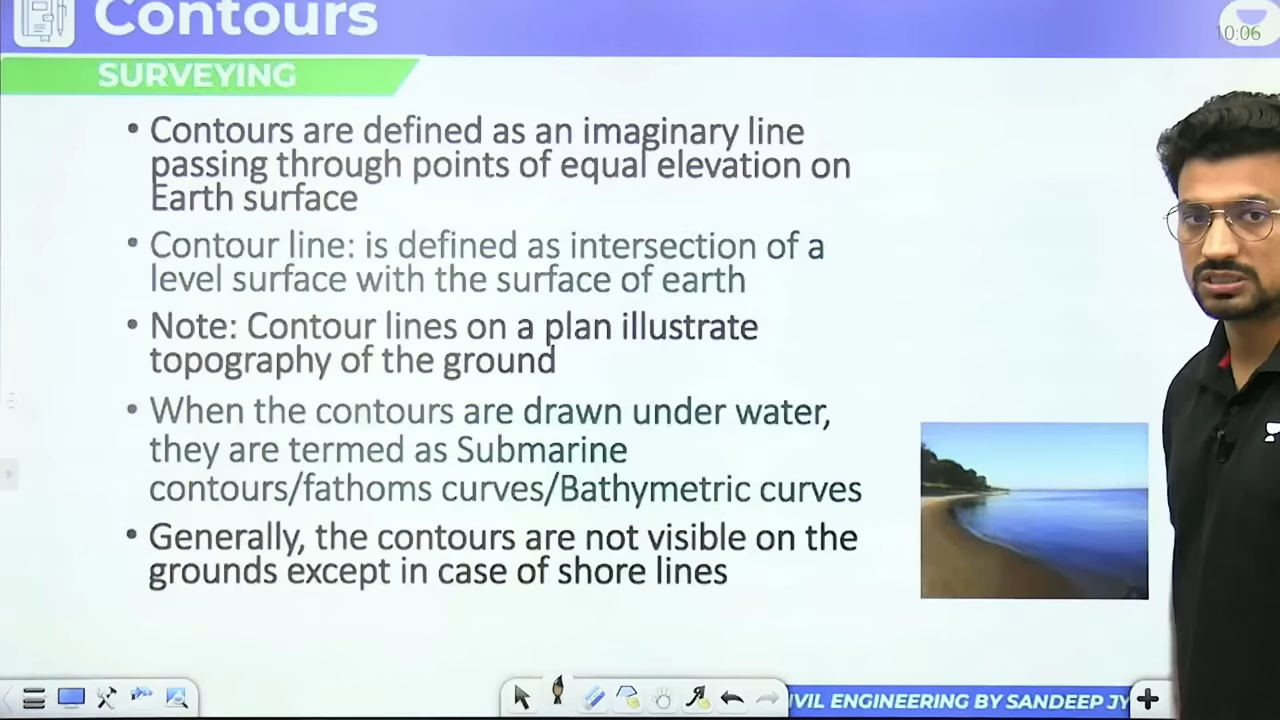 Contours
10:06
SURVEYING
• Contours are defined as an imaginary line
passing through points of equal elevation on
Earth surface
• Contour line: is defined as intersection of a
level surface with the surface of earth
• Note: Contour lines on a plan illustrate
topography of the ground
• When the contours are drawn under water,
they are termed as Submarine
contours/fathoms curves/Bathymetric curves
• Generally, the contours are not visible on the
grounds except in case of shore lines
IVIL ENGINEERING BY SANDEEP JY